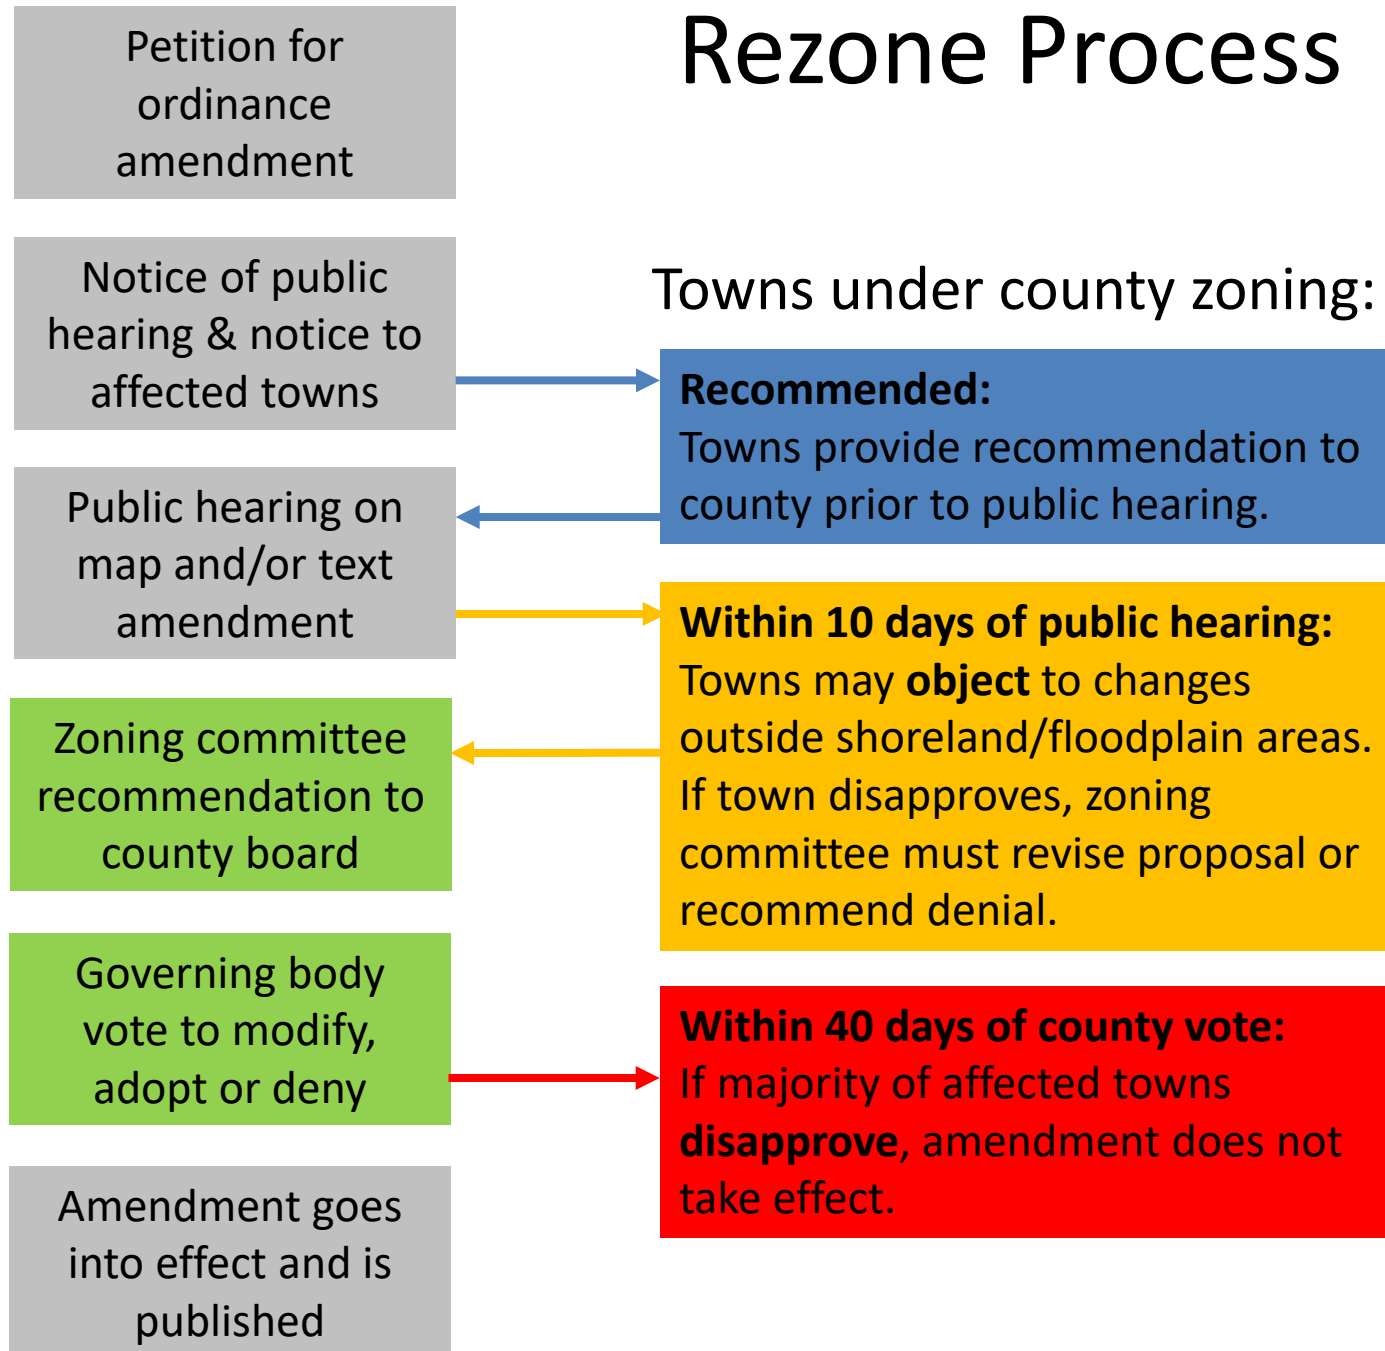 Rezone Process
Petition for
ordinance
amendment
Notice of public
hearing & notice to
affected towns
Public hearing on
map and/or text
amendment
Zoning committee
recommendation to
county board
Governing body
vote to modify,
adopt or deny
Amendment goes
into effect and is
published
Towns under county zoning:
Recommended:
Towns provide recommendation to
county prior to public hearing.
Within 10 days of public hearing:
Towns may object to changes
outside shoreland/floodplain areas.
If town disapproves, zoning
committee must revise proposal or
recommend denial.
Within 40 days of county vote:
If majority of affected towns
disapprove, amendment does not
take effect.